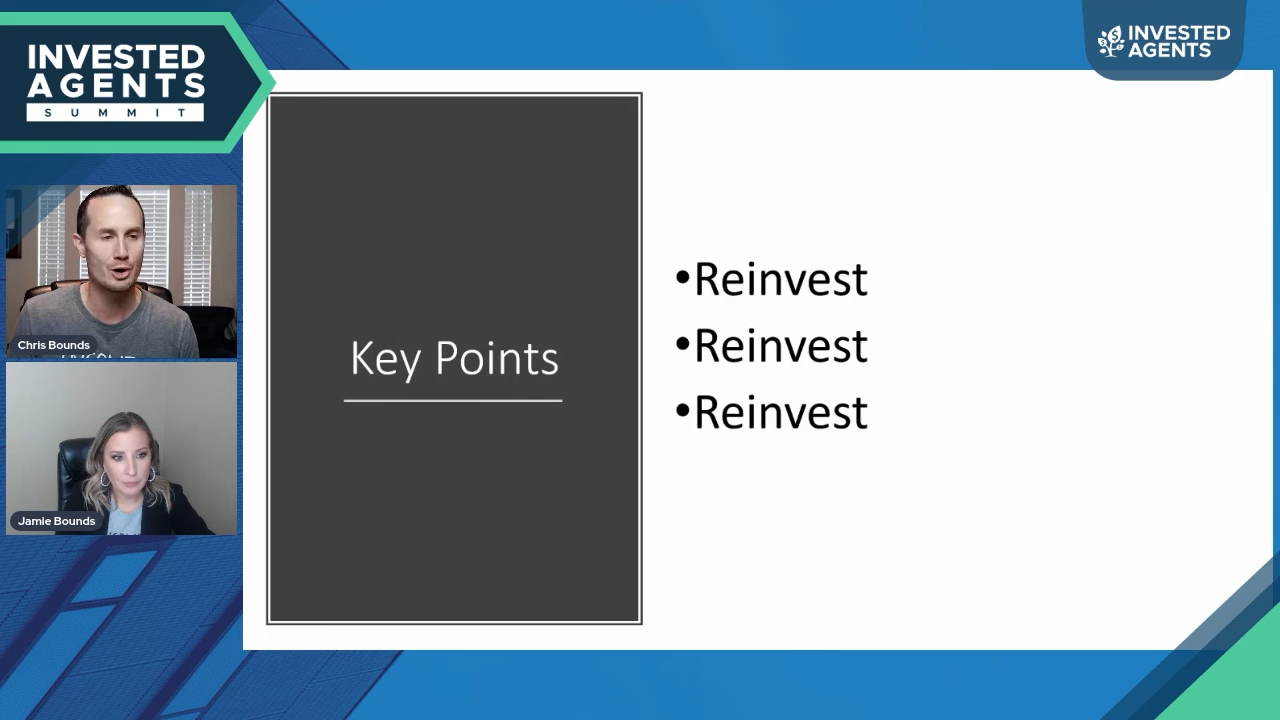 INVESTED
AGENTS
SUMMIT
INVESTED
AGENTS
Chris Bounds
Jamie Bounds
Key Points
•Reinvest
•Reinvest
•Reinvest